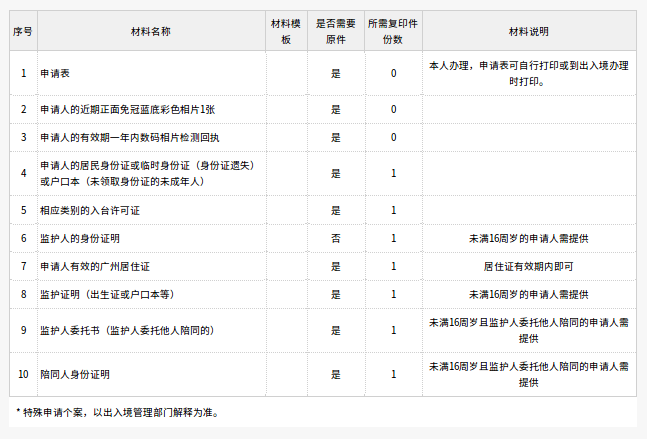 序号 材料名称 材料模板 是否需要原件 所需复印件份数 材料说明
1 申请表 是 0 本人办理，申请表可自行打印或到出入境办理时打印。
2 申请人的近期正面免冠蓝底彩色相片1张 是 0
3 申请人的有效期一年内数码相片检测回执 是 0
4 申请人的居民身份证或临时身份证（身份证遗失）或户口本（未领取身份证的未成年人） 是 1
5 相应类别的入台许可证 是 1
6 监护人的身份证明 否 1 未满16周岁的申请人需提供
7 申请人有效的广州居住证 是 1 居住证有效期内即可
8 监护证明（出生证或户口本等） 是 1 未满16周岁的申请人需提供
9 监护人委托书（监护人委托他人陪同的） 是 1 未满16周岁且监护人委托他人陪同的申请人需提供
10 陪同人身份证明 是 1 未满16周岁且监护人委托他人陪同的申请人需提供
* 特殊申请个案，以出入境管理部门解释为准。